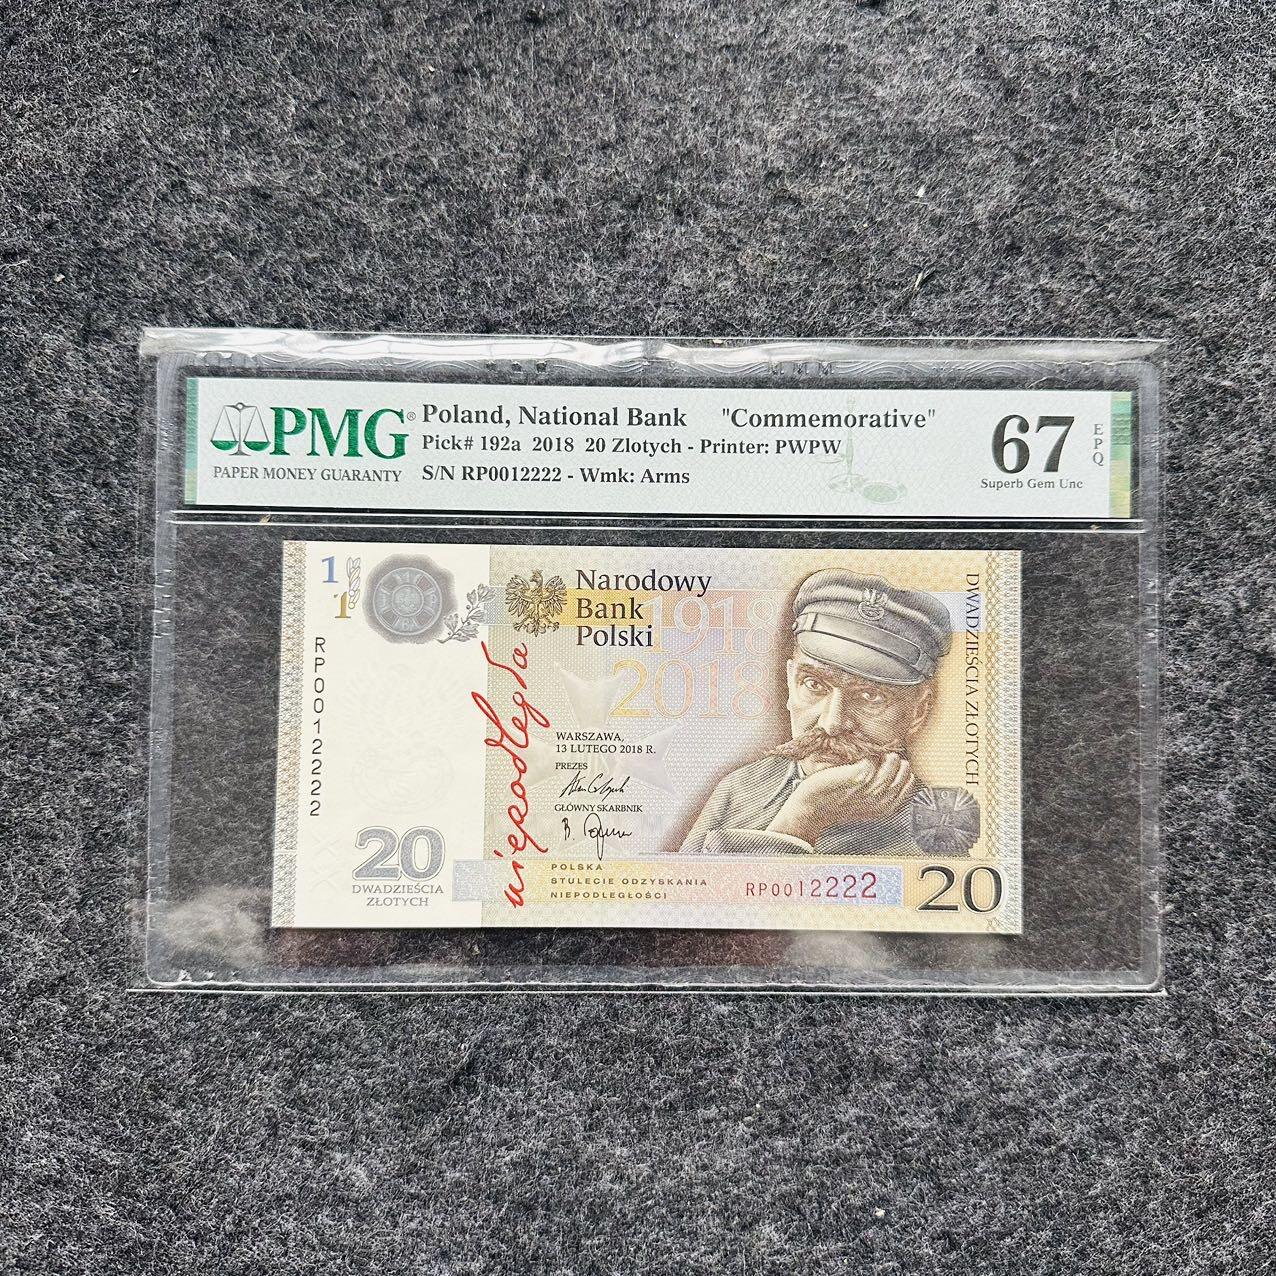 PMG®
PAPER MONEY GUARANTY
Poland, National Bank "Commemorative"
Pick# 192a 2018 20 Zlotych - Printer: PWPW
S/N RP0012222 - Wmk: Arms
67
EPQ
Superb Gem Unc
1
1
RP0012222
Narodowy
Bank
Polski
1918
2018
niepodległa
WARSZAWA,
13 LUTEGO 2018 R.
PREZES
GŁÓWNY SKARBNIK
DWADZIEŚCIA ZŁOTYCH
20
DWADZIEŚCIA
ZŁOTYCH
POLSKA
STULECIE ODZYSKANIA
NIEPODLEGŁOŚCI
RP0012222
20